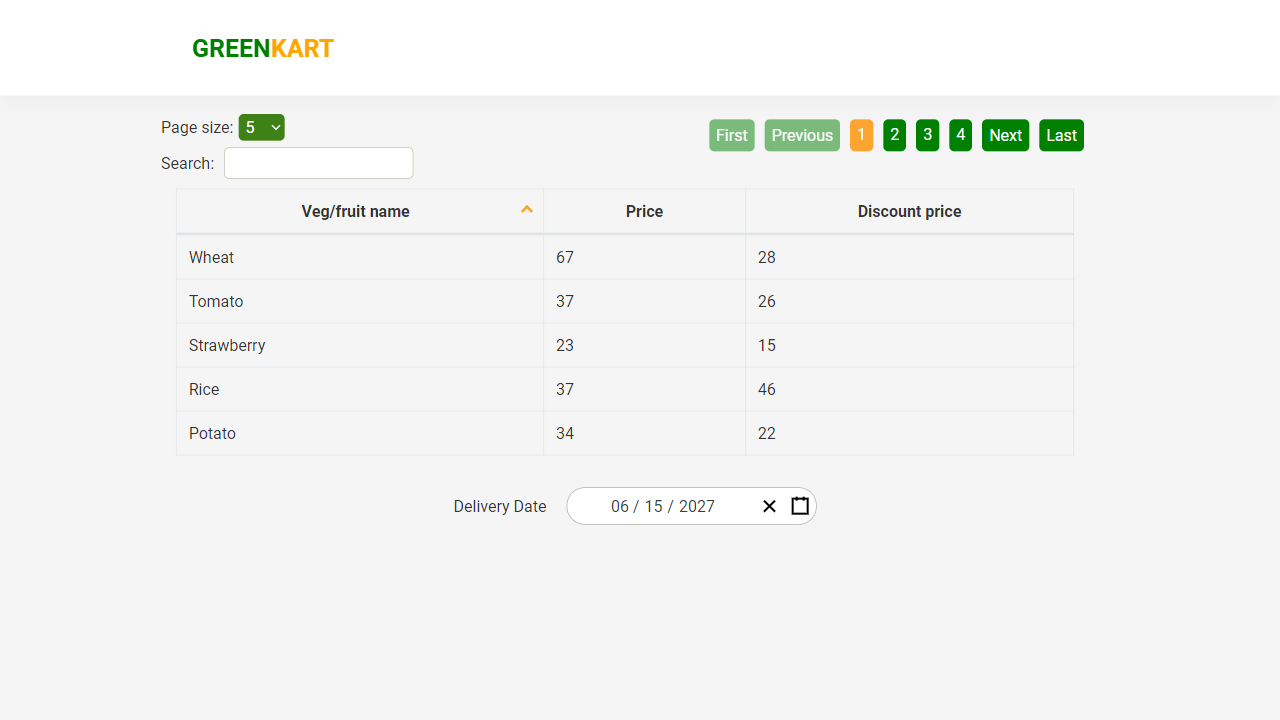 GREENKART
Page size: 5
First Previous 1 2 3 4 Next Last
Search:
Veg/fruit name Price Discount price
Wheat 67 28
Tomato 37 26
Strawberry 23 15
Rice 37 46
Potato 34 22
Delivery Date 06 / 15 / 2027